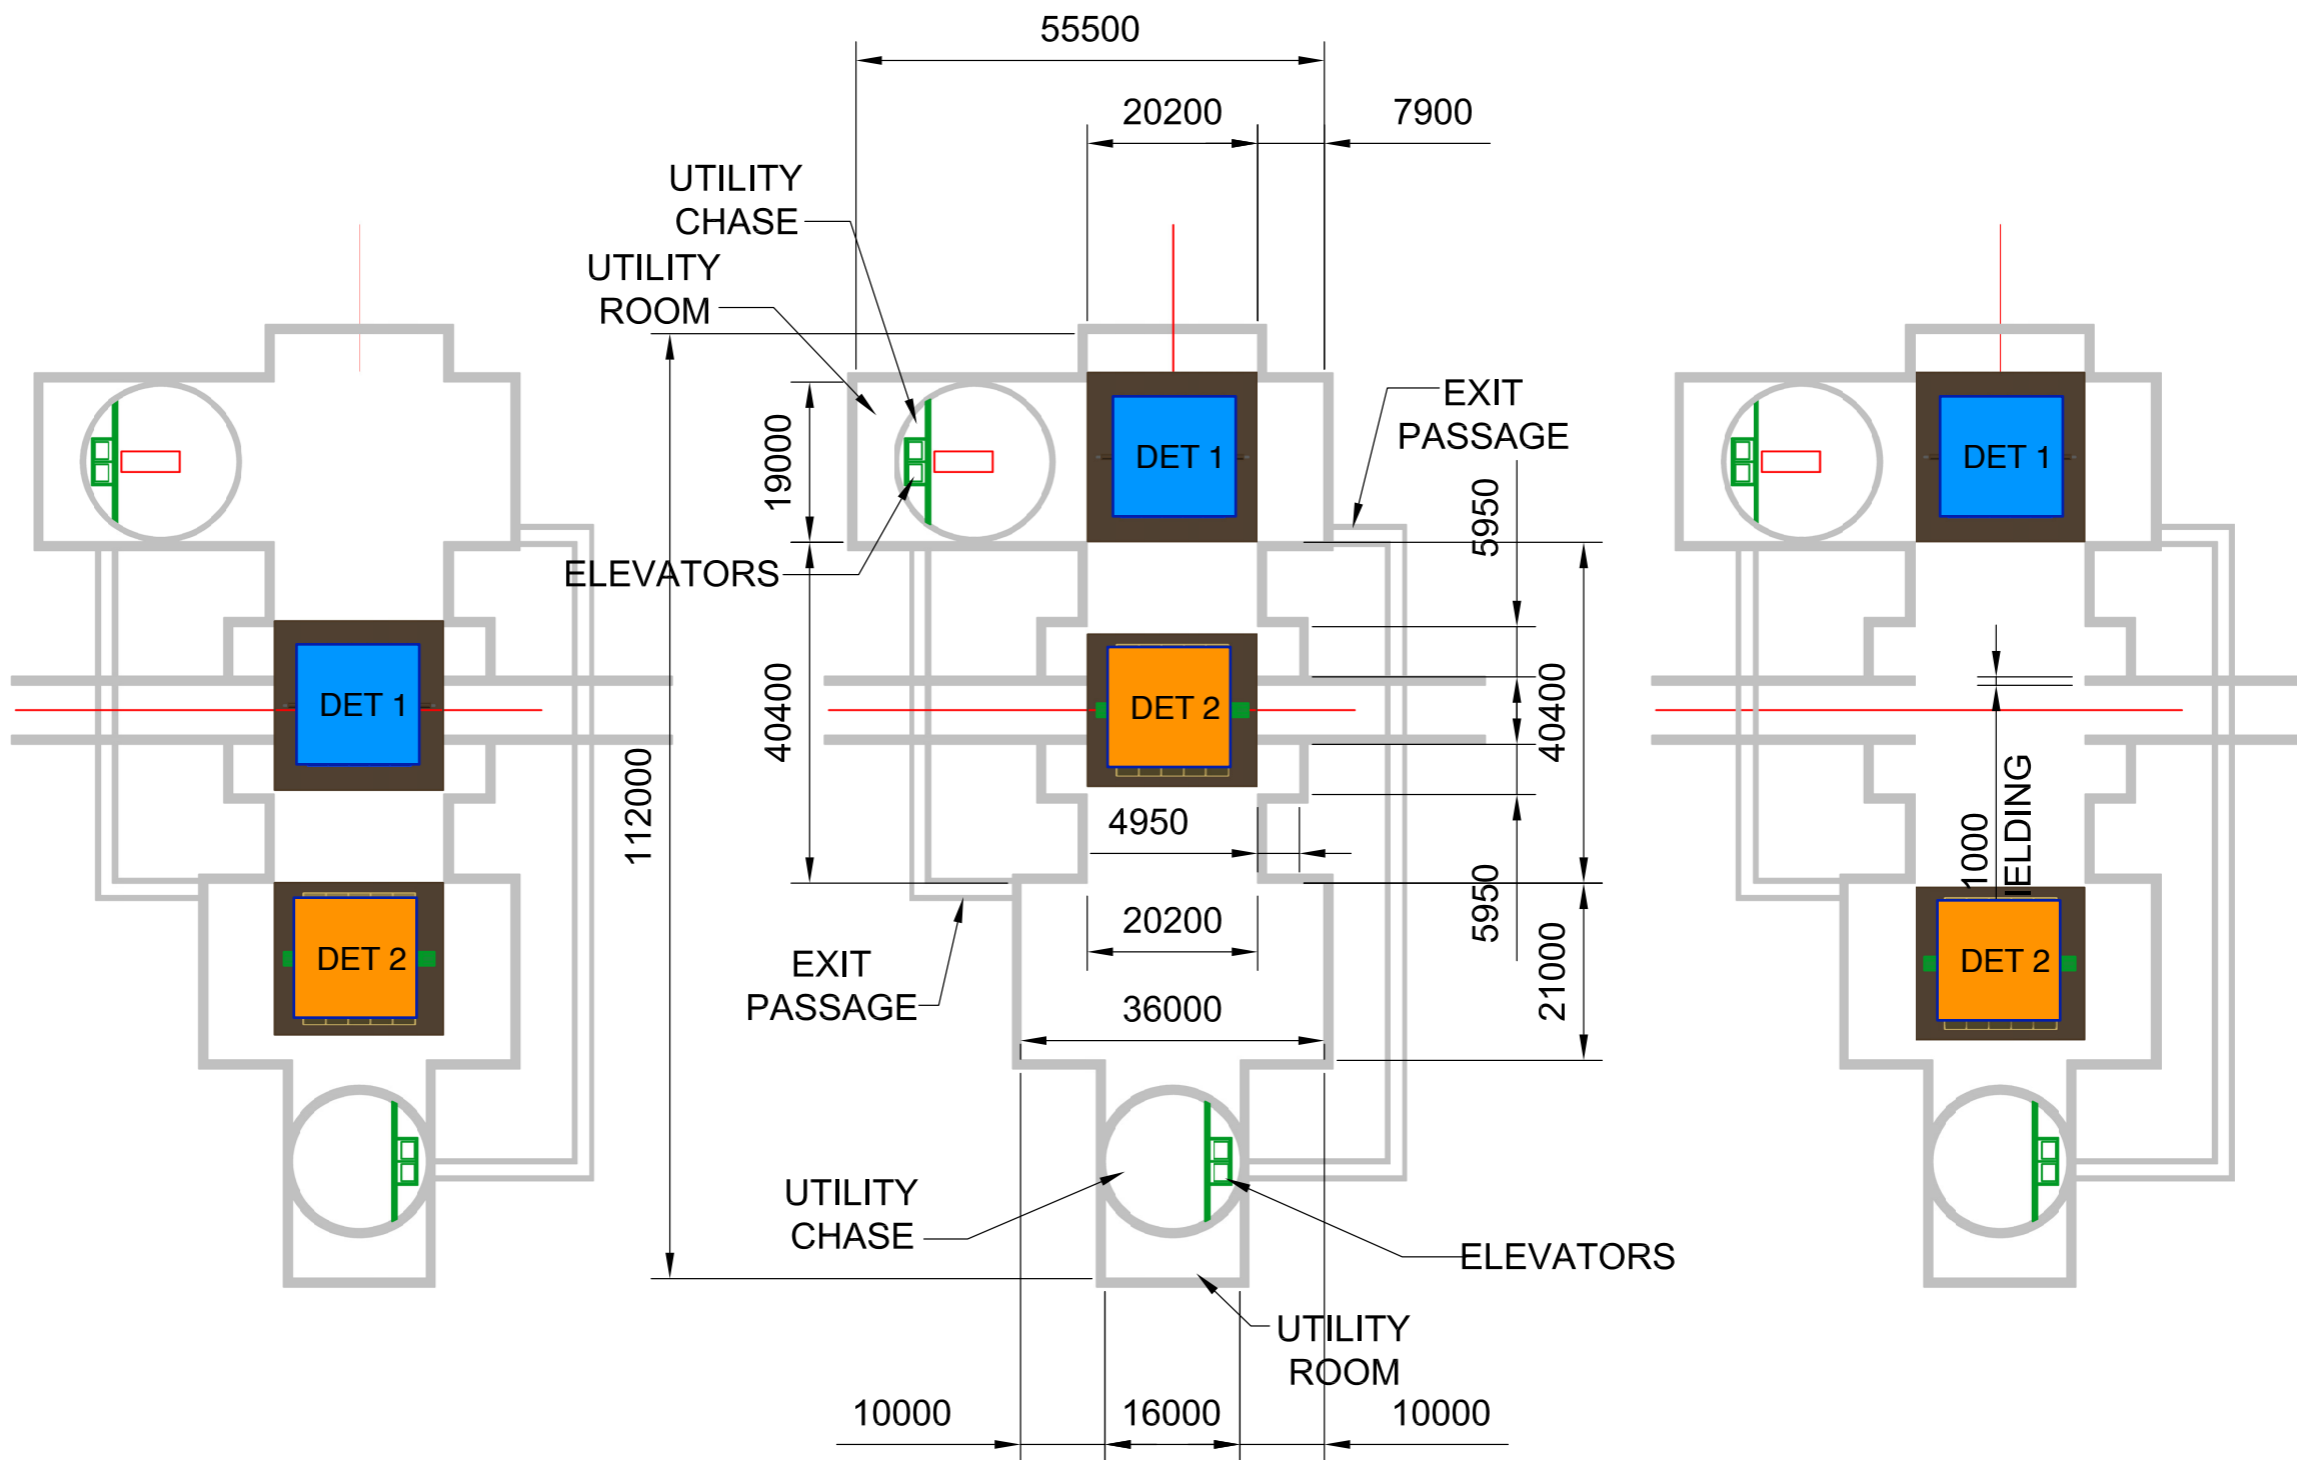 55500
20200
7900
UTILITY
CHASE
UTILITY
ROOM
EXIT
PASSAGE
19000
DET 1
DET 1
5950
ELEVATORS
40400
40400
112000
DET 1
DET 2
1000
IELDING
4950
5950
20200
21000
DET 2
DET 2
EXIT
PASSAGE
36000
UTILITY
CHASE
ELEVATORS
UTILITY
ROOM
10000
16000
10000